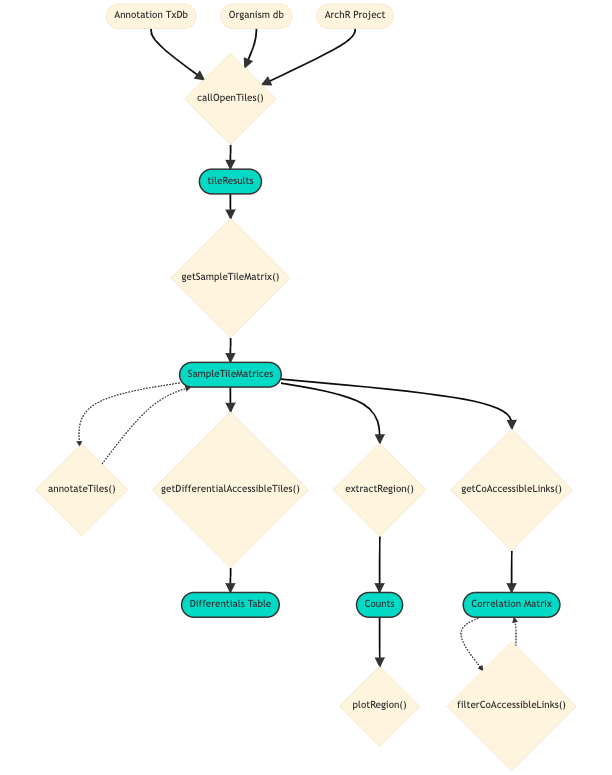 Annotation TxDb
Organism db
ArchR Project
callOpenTiles()
tileResults
getSampleTileMatrix()
SampleTileMatrices
annotateTiles()
getDifferentialAccessibleTiles()
extractRegion()
getCoAccessibleLinks()
Differentials Table
Counts
Correlation Matrix
plotRegion()
filterCoAccessibleLinks()